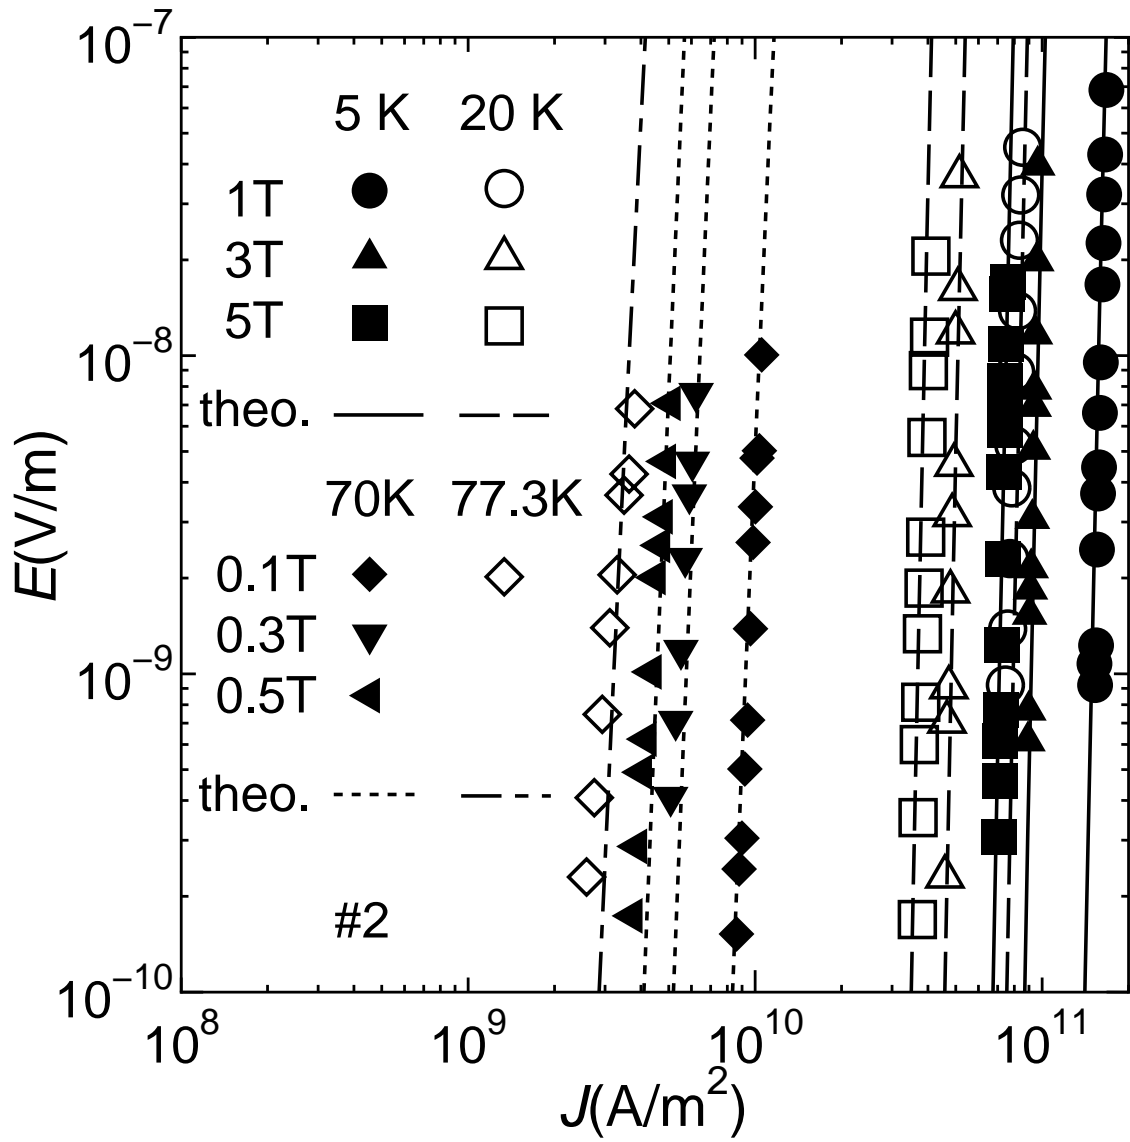 10⁻⁷
5 K 20 K
1T
3T
5T
10⁻⁸
theo.
E(V/m)
70K 77.3K
0.1T
0.3T
10⁻⁹
0.5T
theo.
#2
10⁻¹⁰
10⁸ 10⁹ 10¹⁰ 10¹¹
J(A/m²)